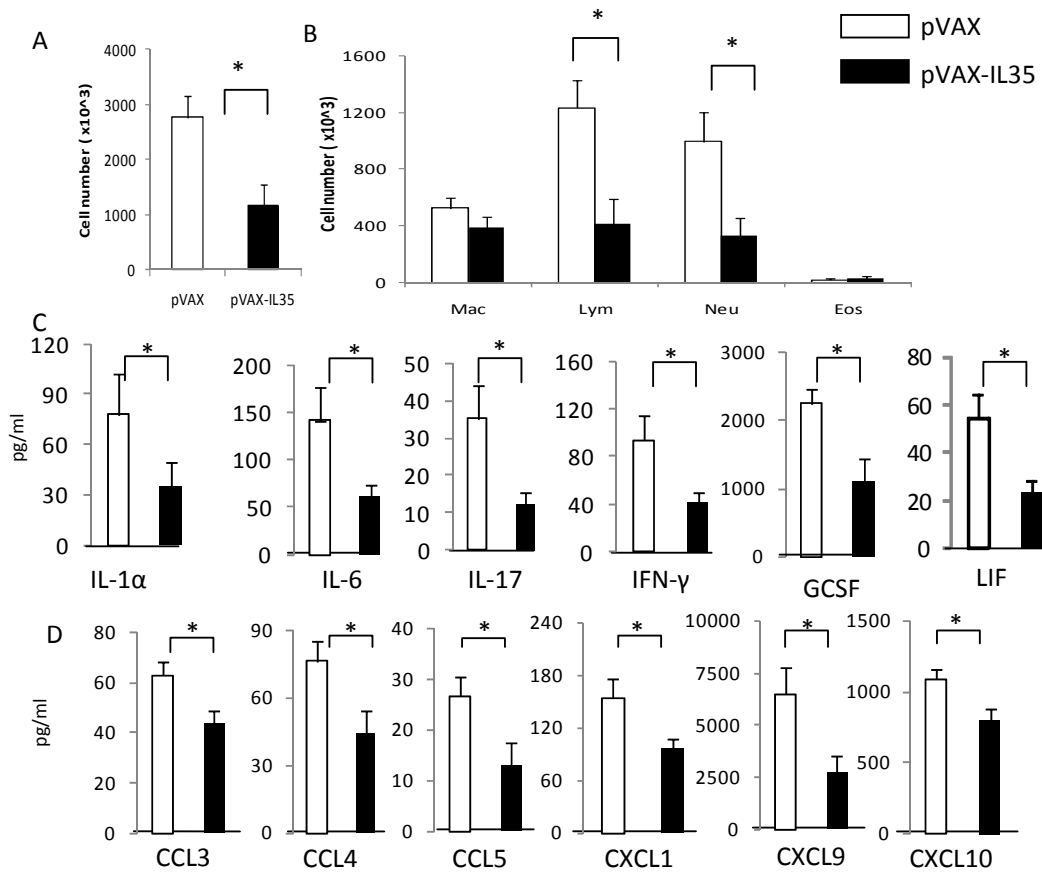 A
Cell number ( x10^3)
4000
3000
2000
1000
0
*
pVAX
pVAX-IL35
B
Cell number ( x10^3)
1600
1200
800
400
0
*
*
Mac
Lym
Neu
Eos
pVAX
pVAX-IL35
C
pg/ml
120
90
60
30
0
*
IL-1α
200
150
100
50
0
*
IL-6
50
40
30
20
10
0
*
IL-17
160
120
80
40
0
*
IFN-γ
3000
2000
1000
0
*
GCSF
80
60
40
20
0
*
LIF
D
pg/ml
80
60
40
20
0
*
CCL3
90
60
30
0
*
CCL4
40
30
20
10
0
*
CCL5
240
180
120
60
0
*
CXCL1
10000
7500
5000
2500
0
*
CXCL9
1500
1000
500
0
*
CXCL10